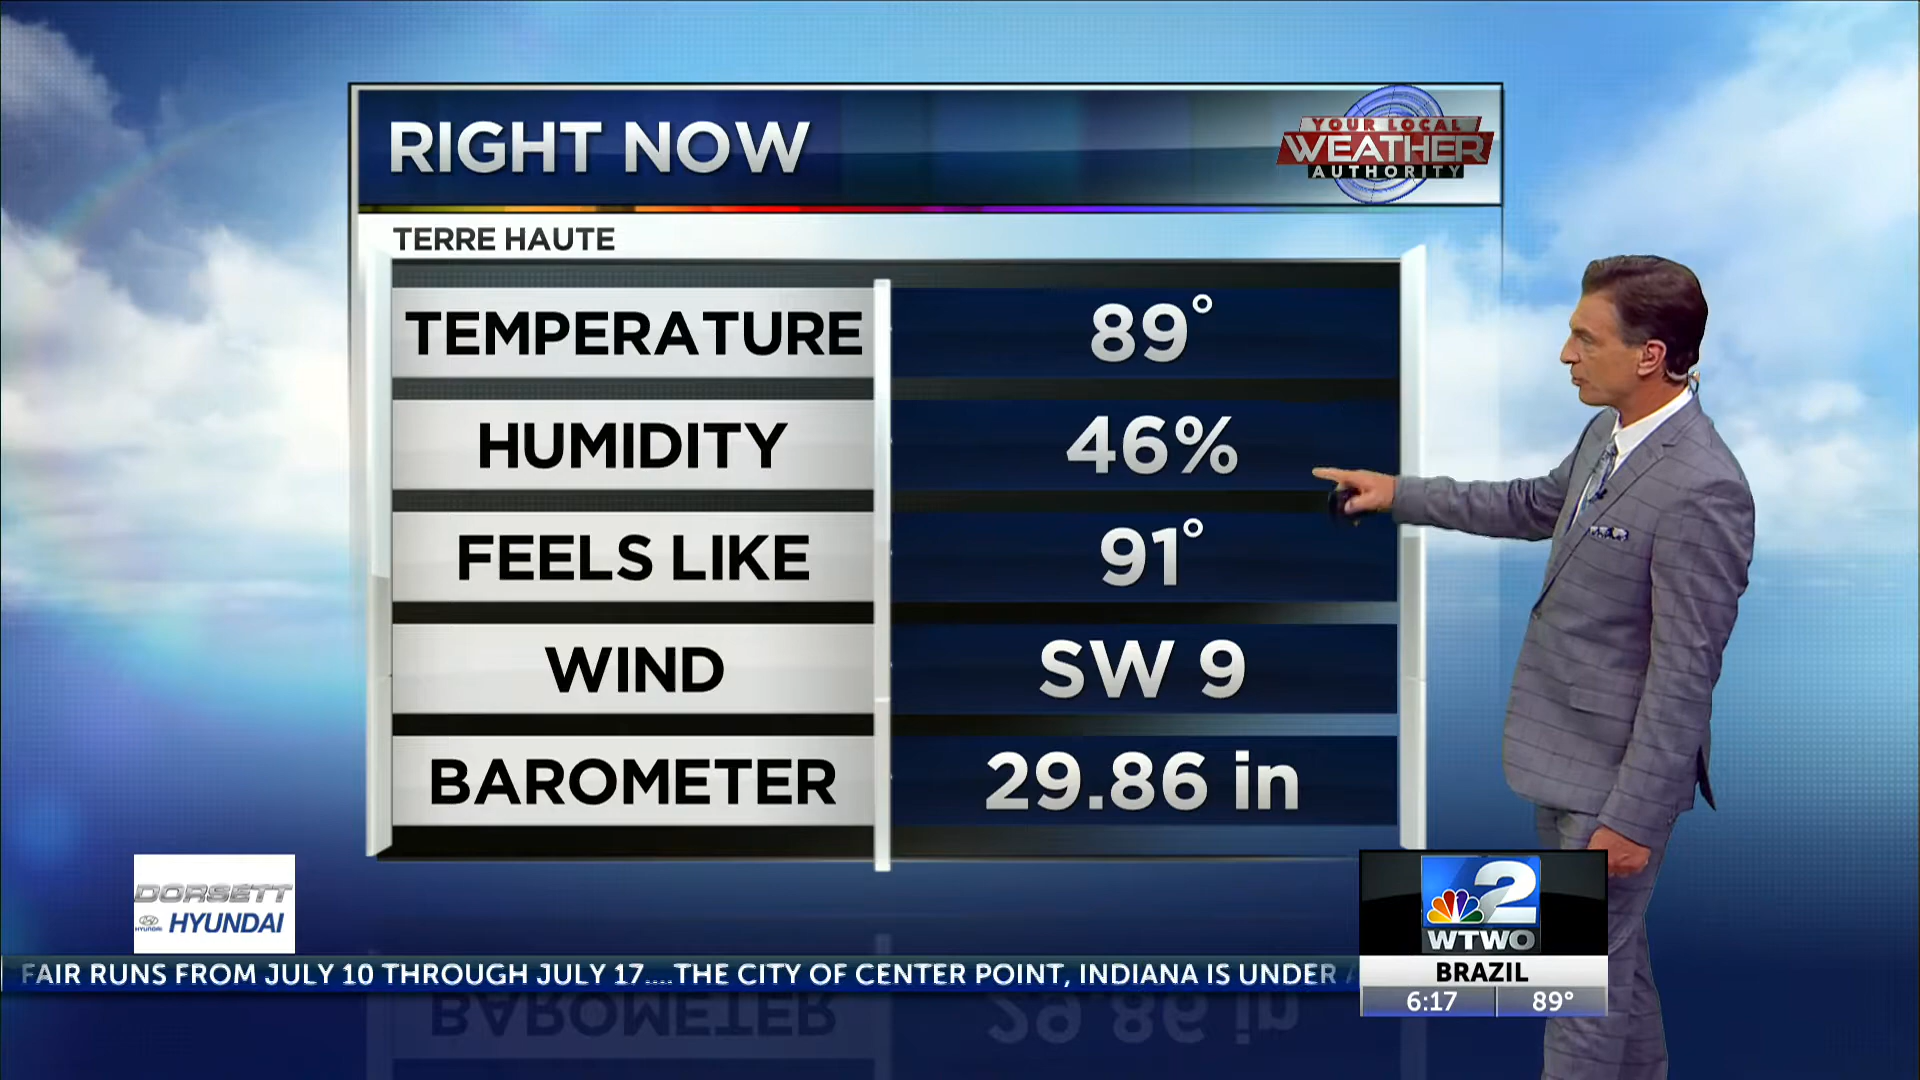 RIGHT NOW
YOUR LOCAL
WEATHER
AUTHORITY
TERRE HAUTE
TEMPERATURE 89°
HUMIDITY 46%
FEELS LIKE 91°
WIND SW 9
BAROMETER 29.86 in
DORSETT
HYUNDAI HYUNDAI
2
WTWO
FAIR RUNS FROM JULY 10 THROUGH JULY 17....THE CITY OF CENTER POINT, INDIANA IS UNDER
BRAZIL
6:17 89°